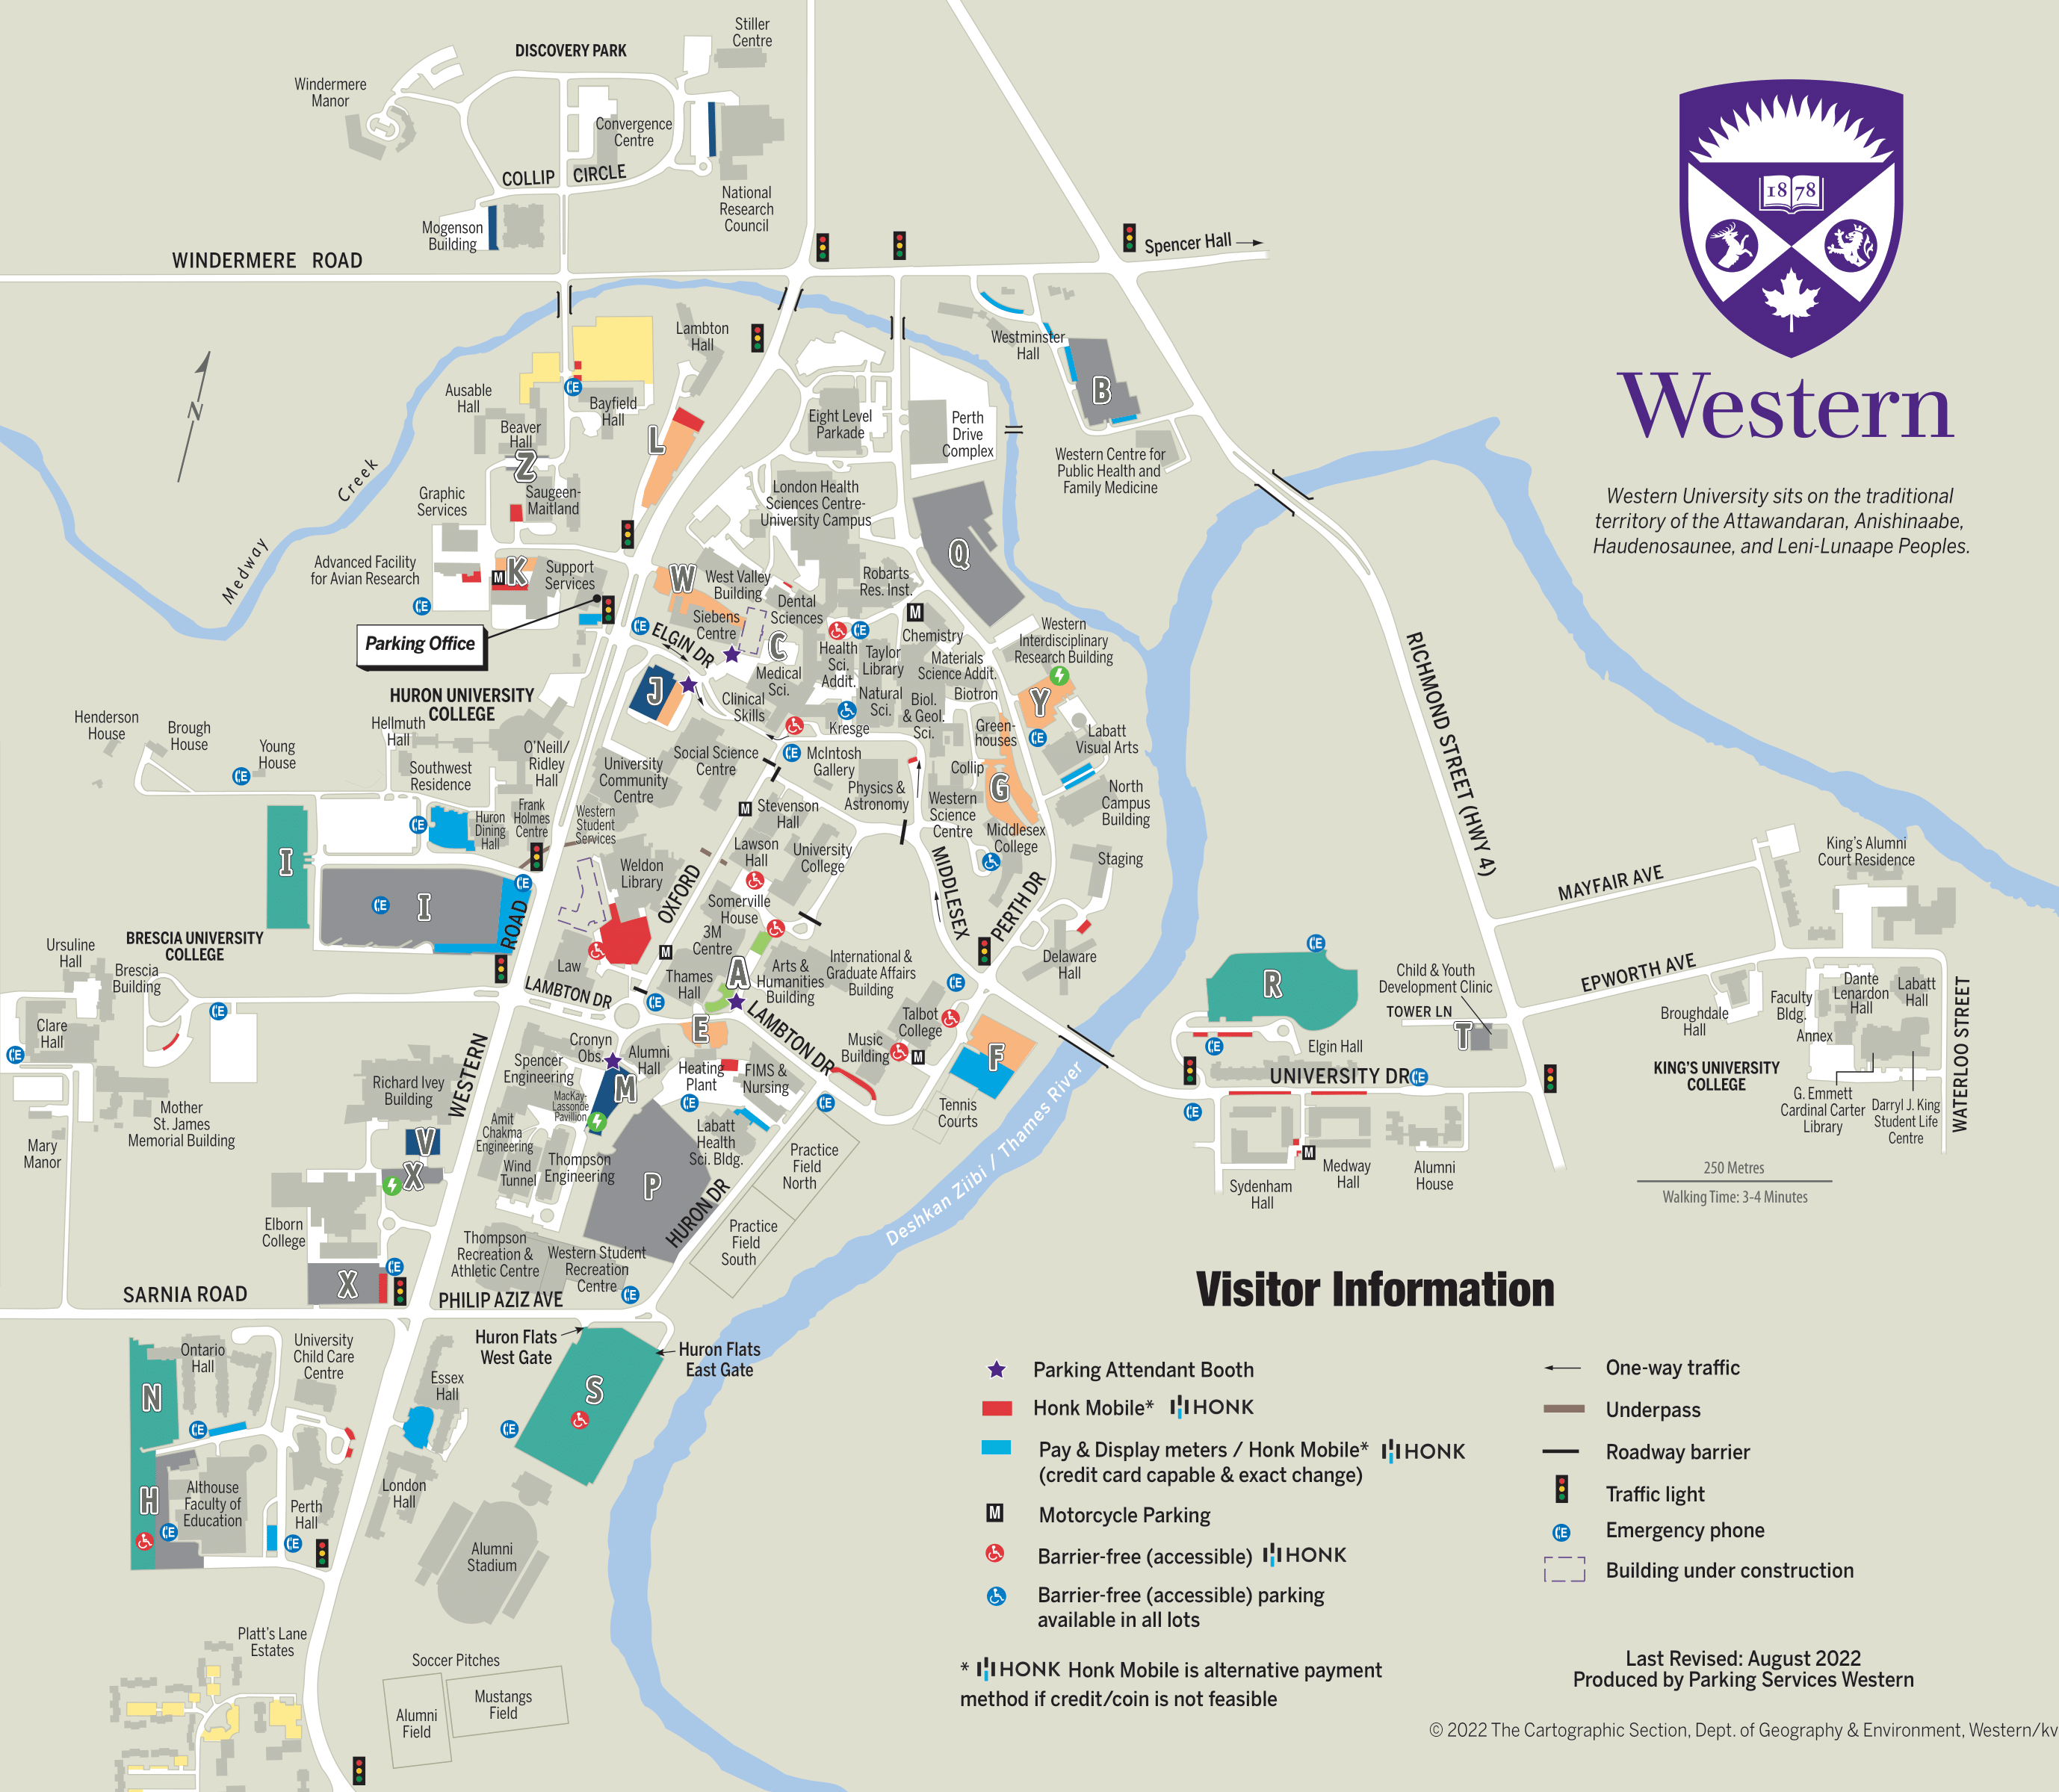 DISCOVERY PARK
Stiller
Centre
Windermere
Manor
Convergence
Centre
COLLIP CIRCLE
National
Research
Council
Mogenson
Building
WINDERMERE ROAD
Spencer Hall
1878
Western
Western University sits on the traditional
territory of the Attawandaran, Anishinaabe,
Haudenosaunee, and Leni-Lunaape Peoples.
N
Medway Creek
Lambton
Hall
Westminster
Hall
B
Ausable
Hall
Bayfield
Hall
Beaver
Hall
Z
L
Eight Level
Parkade
Perth
Drive
Complex
Western Centre for
Public Health and
Family Medicine
Graphic
Services
Saugeen-
Maitland
London Health
Sciences Centre-
University Campus
Q
Advanced Facility
for Avian Research
M
K
Support
Services
W
West Valley
Building
Robarts
Res. Inst.
Dental
Sciences
M
Siebens
Centre
C
Chemistry
Western
Interdisciplinary
Research Building
Parking Office
ELGIN DR
Health
Sci.
Addit.
Taylor
Library
Materials
Science Addit.
Medical
Sci.
J
Clinical
Skills
Natural
Sci.
Biotron
Y
Kresge
Biol.
& Geol.
Sci.
Green-
houses
Labatt
Visual Arts
HURON UNIVERSITY
COLLEGE
Hellmuth
Hall
Henderson
House
Brough
House
Young
House
Southwest
Residence
O'Neill/
Ridley
Hall
University
Community
Centre
Social Science
Centre
McIntosh
Gallery
Collip
G
Physics &
Astronomy
Western
Science
Centre
North
Campus
Building
Middlesex
College
RICHMOND STREET (HWY 4)
Huron
Dining
Hall
Frank
Holmes
Centre
Western
Student
Services
M
Stevenson
Hall
Lawson
Hall
University
College
Weldon
Library
OXFORD
MIDDLESEX
PERTH DR
Staging
I
I
ROAD
Somerville
House
MAYFAIR AVE
King's Alumni
Court Residence
BRESCIA UNIVERSITY
COLLEGE
Ursuline
Hall
Brescia
Building
Law
M
3M
Centre
Thames
Hall
A
Arts &
Humanities
Building
International &
Graduate Affairs
Building
Delaware
Hall
R
Child & Youth
Development Clinic
TOWER LN
T
EPWORTH AVE
Broughdale
Hall
Faculty
Bldg.
Annex
Dante
Lenardon
Hall
Labatt
Hall
WATERLOO STREET
KING'S UNIVERSITY
COLLEGE
G. Emmett
Cardinal Carter
Library
Darryl J. King
Student Life
Centre
Clare
Hall
LAMBTON DR
E
LAMBTON DR
Talbot
College
Music
Building
M
F
Elgin Hall
UNIVERSITY DR
Cronyn
Obs.
Alumni
Hall
Spencer
Engineering
M
Heating
Plant
FIMS &
Nursing
WESTERN
Richard Ivey
Building
MacKay-
Lassonde
Pavillion
Amit
Chakma
Engineering
Labatt
Health
Sci. Bldg.
Tennis
Courts
Mother
St. James
Memorial Building
Mary
Manor
V
X
Wind
Tunnel
Thompson
Engineering
P
Practice
Field
North
Deshkan Ziibi / Thames River
M
Sydenham
Hall
Medway
Hall
Alumni
House
250 Metres
Walking Time: 3-4 Minutes
Elborn
College
HURON DR
Practice
Field
South
Thompson
Recreation &
Athletic Centre
Western Student
Recreation
Centre
X
SARNIA ROAD
PHILIP AZIZ AVE
Huron Flats
West Gate
Huron Flats
East Gate
Ontario
Hall
University
Child Care
Centre
Essex
Hall
N
S
H
Althouse
Faculty of
Education
Perth
Hall
London
Hall
Alumni
Stadium
Platt's Lane
Estates
Soccer Pitches
Alumni
Field
Mustangs
Field
Visitor Information
Parking Attendant Booth
Honk Mobile* HONK
Pay & Display meters / Honk Mobile* HONK
(credit card capable & exact change)
M Motorcycle Parking
Barrier-free (accessible) HONK
Barrier-free (accessible) parking
available in all lots
* HONK Honk Mobile is alternative payment
method if credit/coin is not feasible
One-way traffic
Underpass
Roadway barrier
Traffic light
CE Emergency phone
Building under construction
Last Revised: August 2022
Produced by Parking Services Western
© 2022 The Cartographic Section, Dept. of Geography & Environment, Western/kv